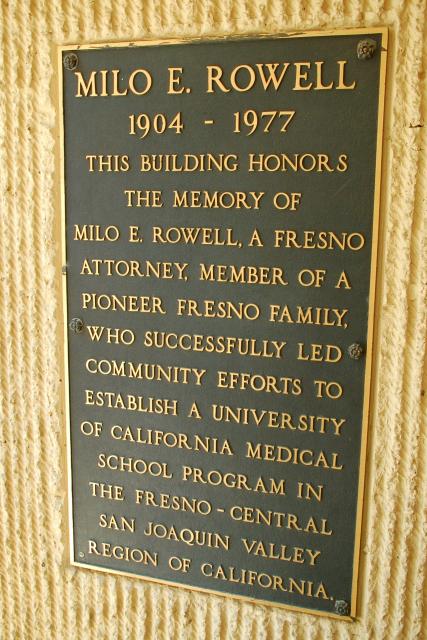 MILO E. ROWELL
1904 - 1977
THIS BUILDING HONORS
THE MEMORY OF
MILO E. ROWELL, A FRESNO
ATTORNEY, MEMBER OF A
PIONEER FRESNO FAMILY,
WHO SUCCESSFULLY LED
COMMUNITY EFFORTS TO
ESTABLISH A UNIVERSITY
OF CALIFORNIA MEDICAL
SCHOOL PROGRAM IN
THE FRESNO-CENTRAL
SAN JOAQUIN VALLEY
REGION OF CALIFORNIA.